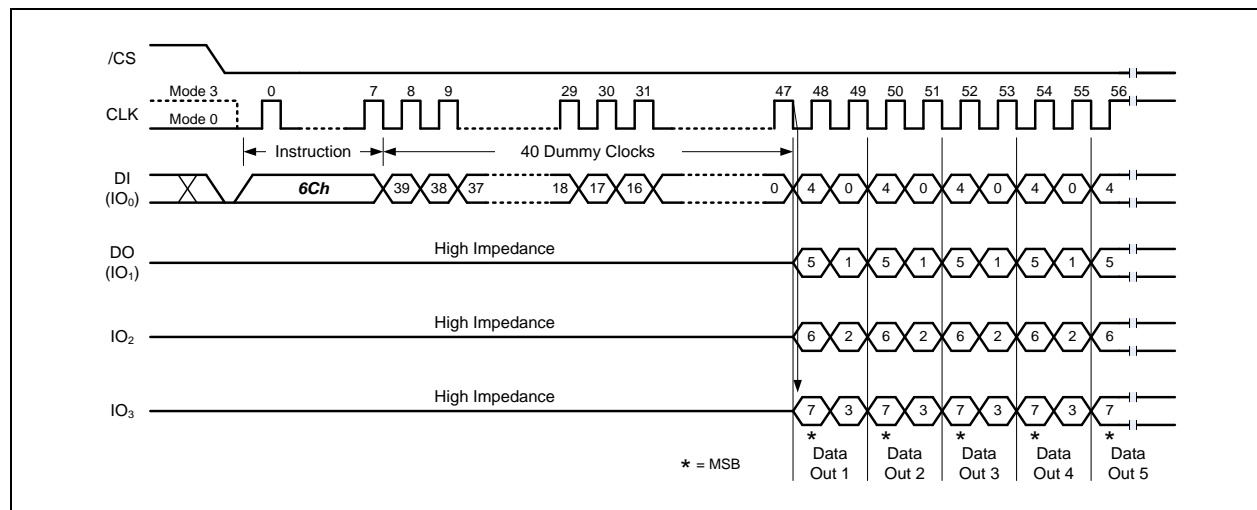 /CS
Mode 3 0 7 8 9 29 30 31 47 48 49 50 51 52 53 54 55 56
CLK
Mode 0
Instruction 40 Dummy Clocks
DI
(IO0)
6Ch 39 38 37 18 17 16 0 4 0 4 0 4 0 4 0 4
High Impedance
DO
(IO1)
5 1 5 1 5 1 5 1 5
High Impedance
IO2 6 2 6 2 6 2 6 2 6
High Impedance
IO3 7 3 7 3 7 3 7 3 7
* * * * *
* = MSB
Data Data Data Data Data
Out 1 Out 2 Out 3 Out 4 Out 5